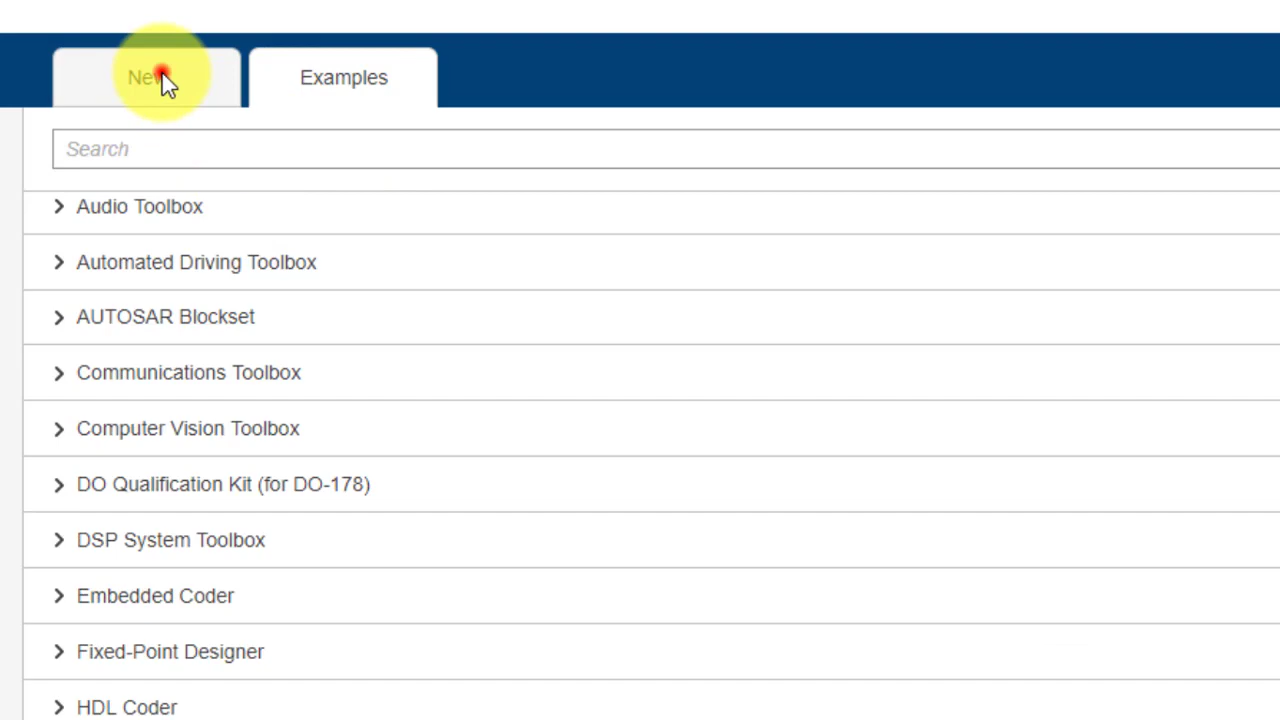 New
Examples
Search
Audio Toolbox
Automated Driving Toolbox
AUTOSAR Blockset
Communications Toolbox
Computer Vision Toolbox
DO Qualification Kit (for DO-178)
DSP System Toolbox
Embedded Coder
Fixed-Point Designer
HDL Coder